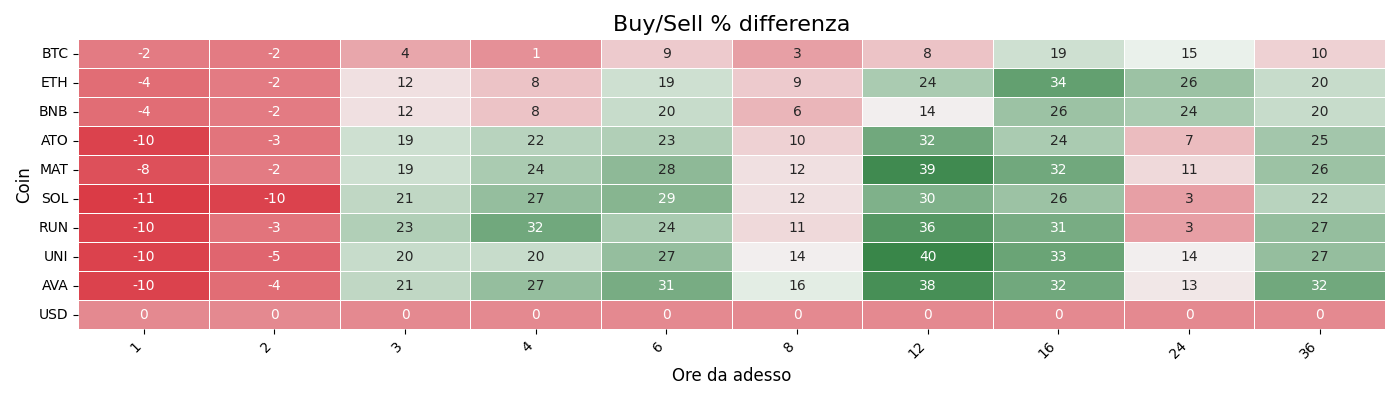 Buy/Sell % differenza
Coin
BTC -2 -2 4 1 9 3 8 19 15 10
ETH -4 -2 12 8 19 9 24 34 26 20
BNB -4 -2 12 8 20 6 14 26 24 20
ATO -10 -3 19 22 23 10 32 24 7 25
MAT -8 -2 19 24 28 12 39 32 11 26
SOL -11 -10 21 27 29 12 30 26 3 22
RUN -10 -3 23 32 24 11 36 31 3 27
UNI -10 -5 20 20 27 14 40 33 14 27
AVA -10 -4 21 27 31 16 38 32 13 32
USD 0 0 0 0 0 0 0 0 0 0
1 2 3 4 6 8 12 16 24 36
Ore da adesso